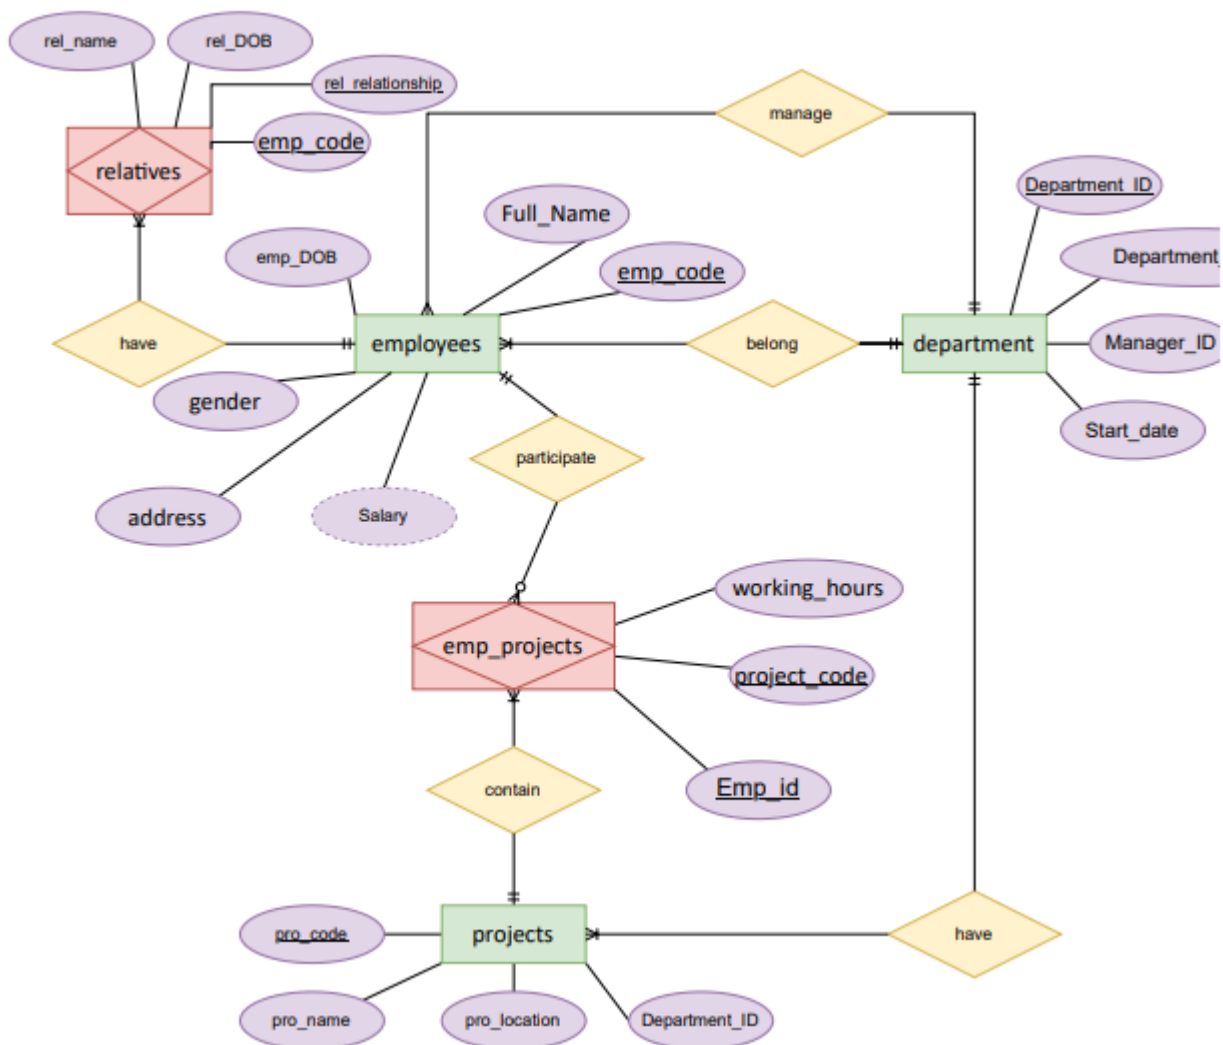 rel_name
rel_DOB
rel_relationship
emp_code
relatives
manage
Department_ID
Full_Name
emp_DOB
emp_code
Department_
have
employees
belong
department
Manager_ID
gender
Start_date
participate
address
Salary
working_hours
emp_projects
project_code
contain
Emp_id
pro_code
projects
have
pro_name
pro_location
Department_ID